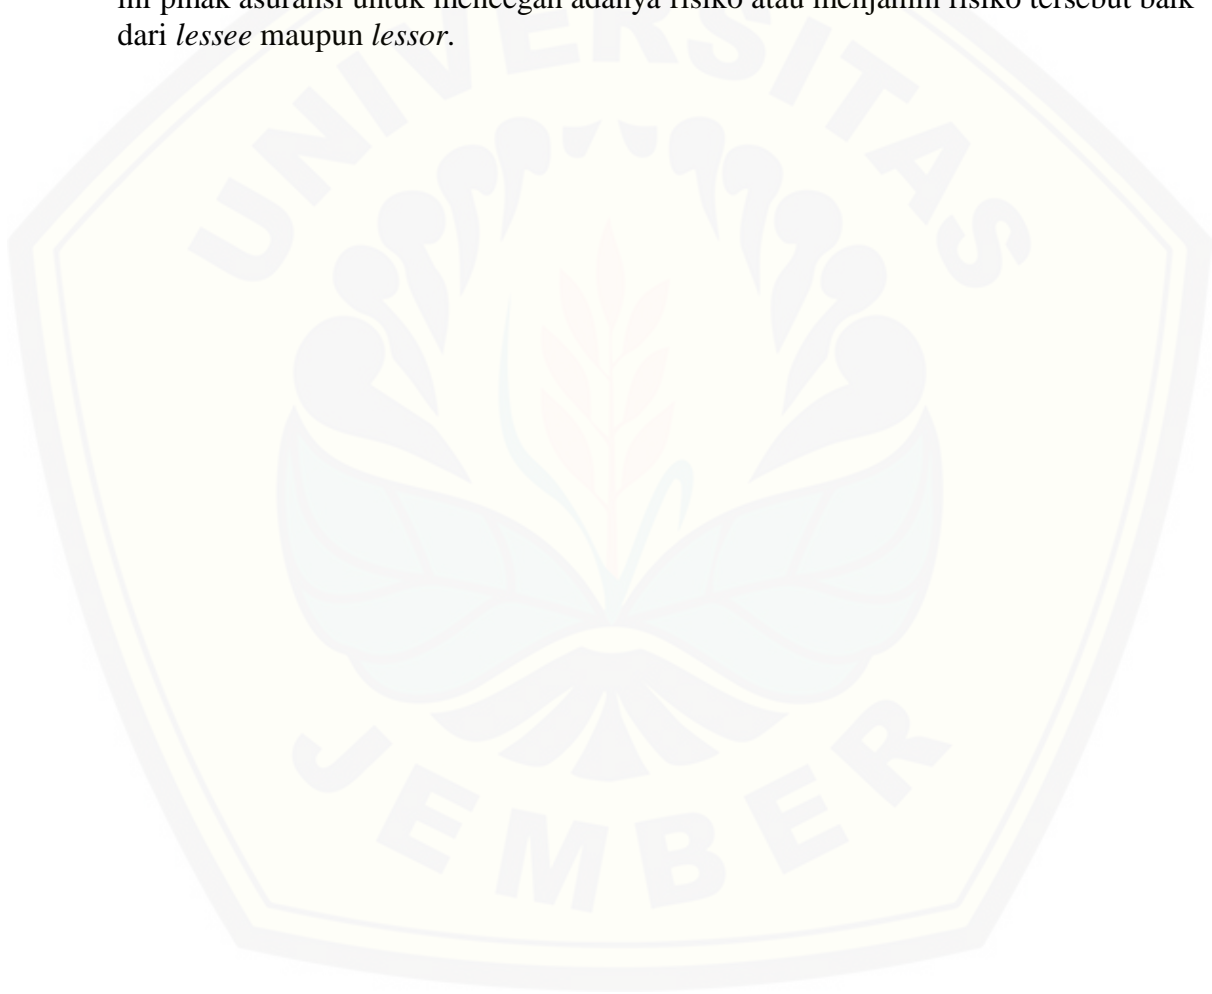 ini pihak asuransi untuk mencegah adanya risiko atau menjamin risiko tersebut baik
dari lessee maupun lessor.
UNIVERSITAS
JEMBER